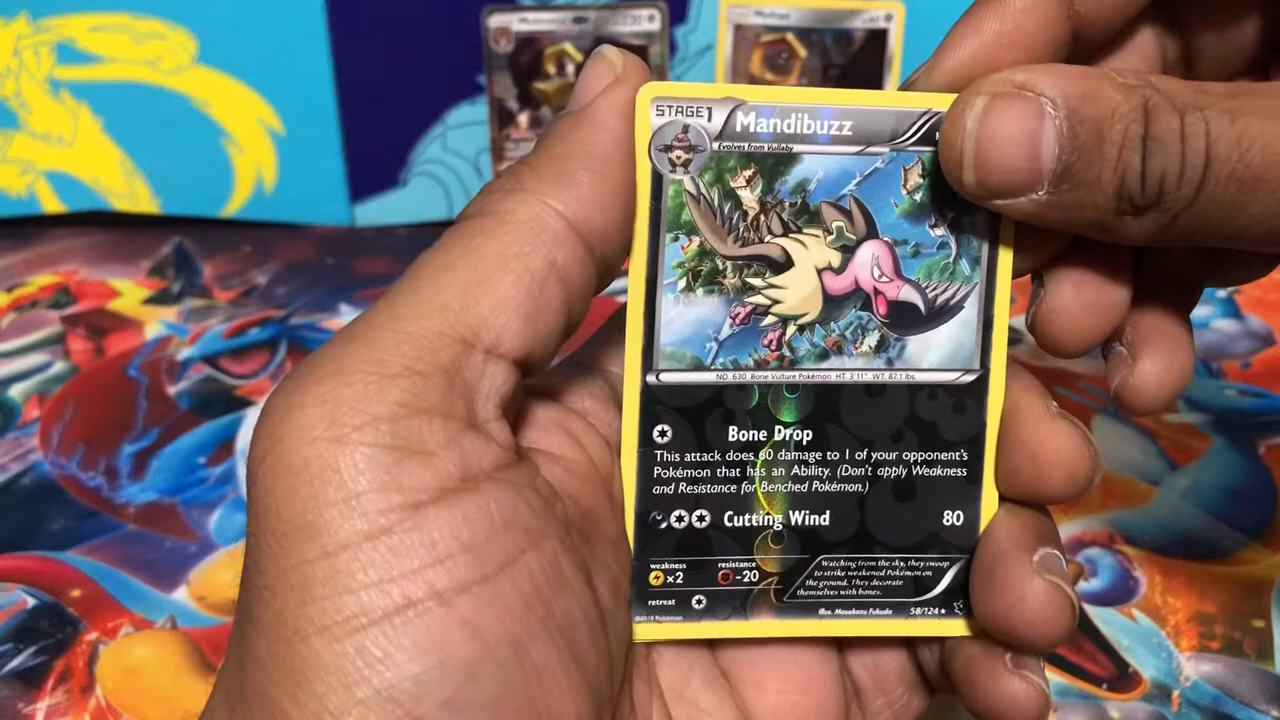 STAGE1
Mandibuzz
Evolves from Vullaby
NO. 630 Bone Vulture Pokémon HT. 3'11" WT. 87.1 lbs.
Bone Drop
This attack does 60 damage to 1 of your opponent's
Pokémon that has an Ability. (Don't apply Weakness
and Resistance for Benched Pokémon.)
Cutting Wind 80
weakness resistance
×2 -20
Watching from the sky, they swoop
to strike weakened Pokémon on
the ground. They decorate
themselves with bones.
retreat
Illus. Masakazu Fukuda 58/124
©2016 Pokémon
Meltan